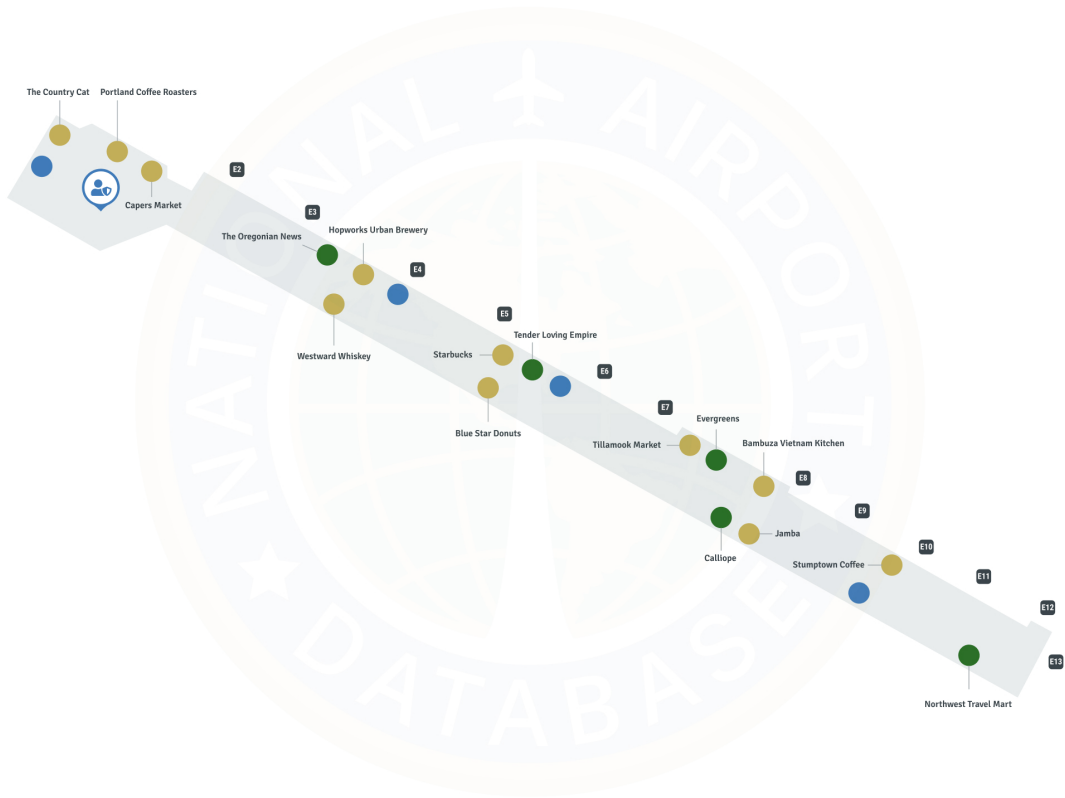 The Country Cat
Portland Coffee Roasters
Capers Market
E2
E3
The Oregonian News
Hopworks Urban Brewery
E4
Westward Whiskey
E5
Tender Loving Empire
Starbucks
E6
Blue Star Donuts
E7
Evergreens
Tillamook Market
Bambuza Vietnam Kitchen
E8
E9
Jamba
Calliope
E10
Stumptown Coffee
E11
E12
E13
Northwest Travel Mart
NATIONAL AIRPORT
DATABASE